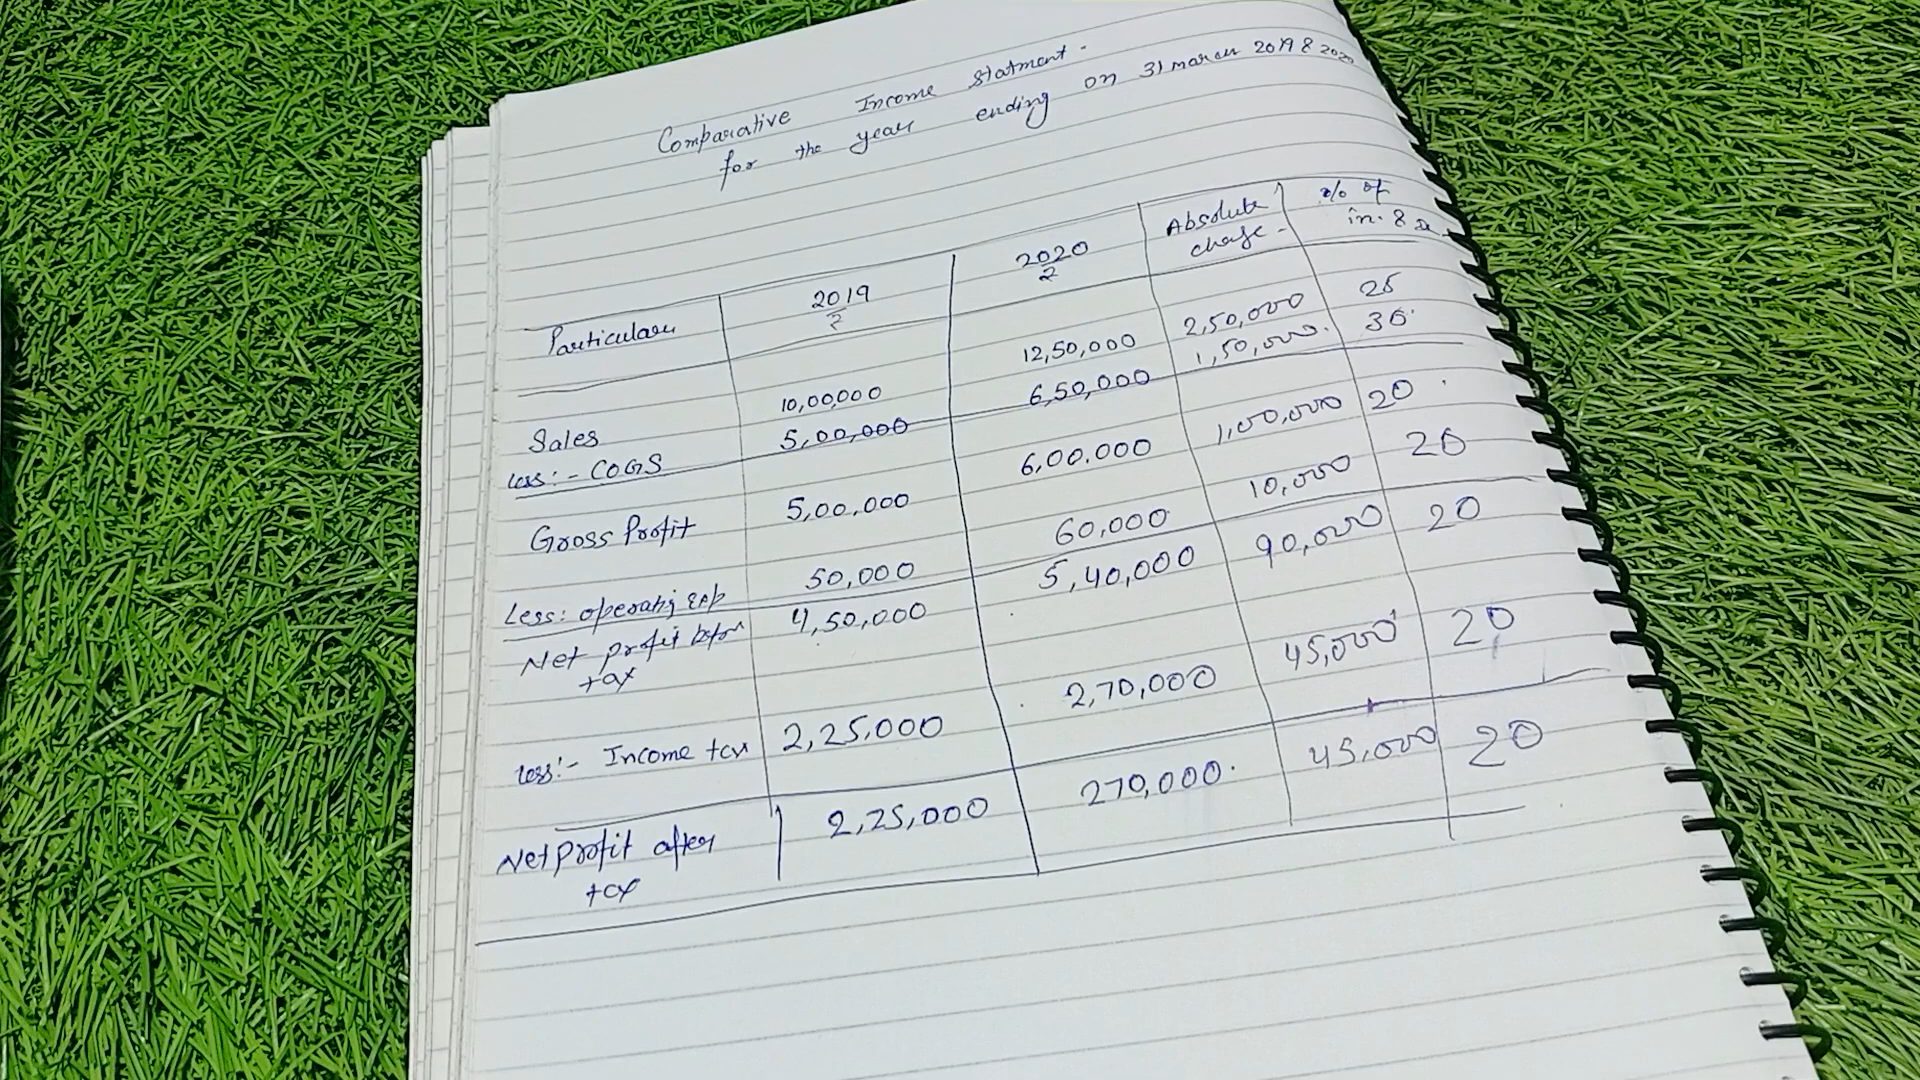 Comparative Income Statment -
for the years ending on 31 march 2019 & 2020
Particulars 2019 ₹ 2020 ₹ Absolute change - % of in. & de
Sales 10,00,000 12,50,000 2,50,000 25
less :- COGS 5,00,000 6,50,000 1,50,000. 30
Gross Profit 5,00,000 6,00,000 1,00,000 20
Less: operating exp 50,000 60,000 10,000 20
Net profit before tax 4,50,000 5,40,000 90,000 20
less:- Income tax 2,25,000 2,70,000 45,000 20
Net Profit after tax 2,25,000 270,000. 45,000 20